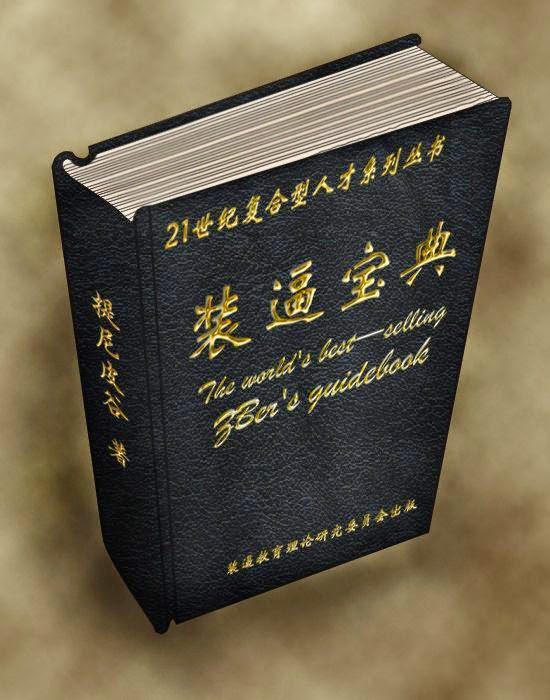 21世纪复合型人才系列丛书
装逼宝典
The world's best—selling
ZBer's guidebook
装逼教育理论研究委员会出版
提尼皮谷 著